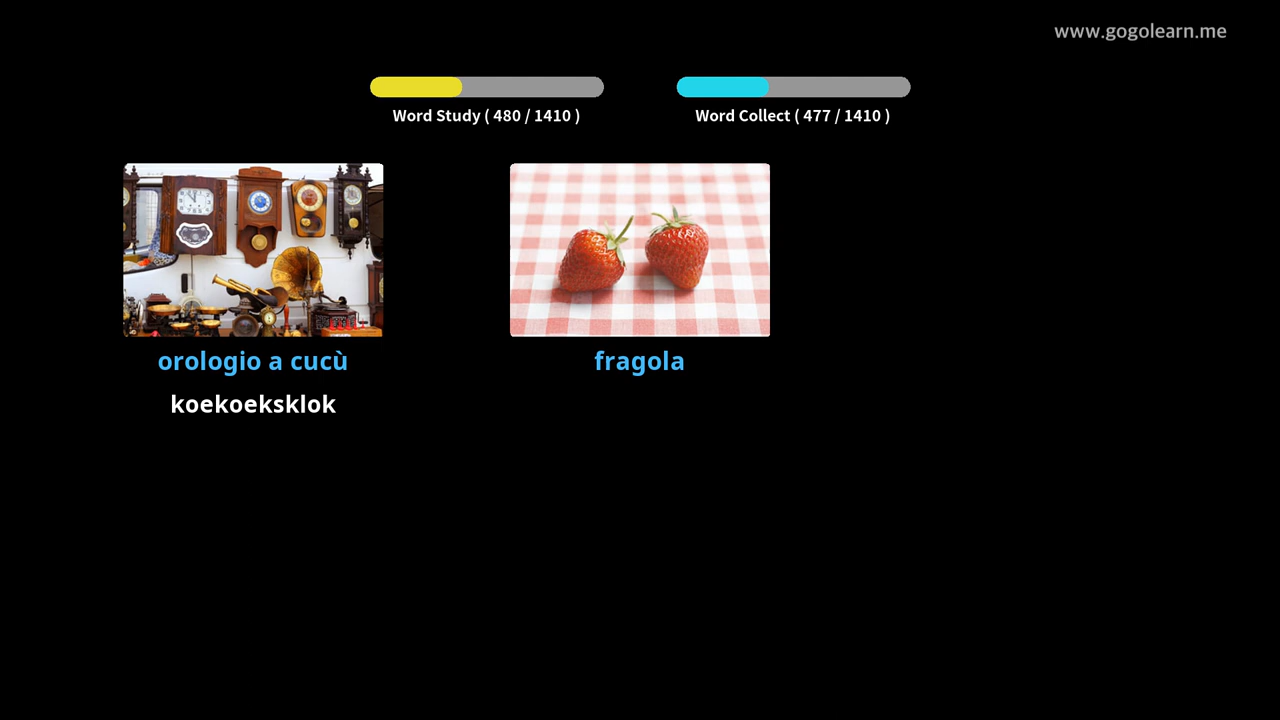 www.gogolearn.me
Word Study ( 480 / 1410 )
Word Collect ( 477 / 1410 )
orologio a cucù
fragola
koekoeksklok